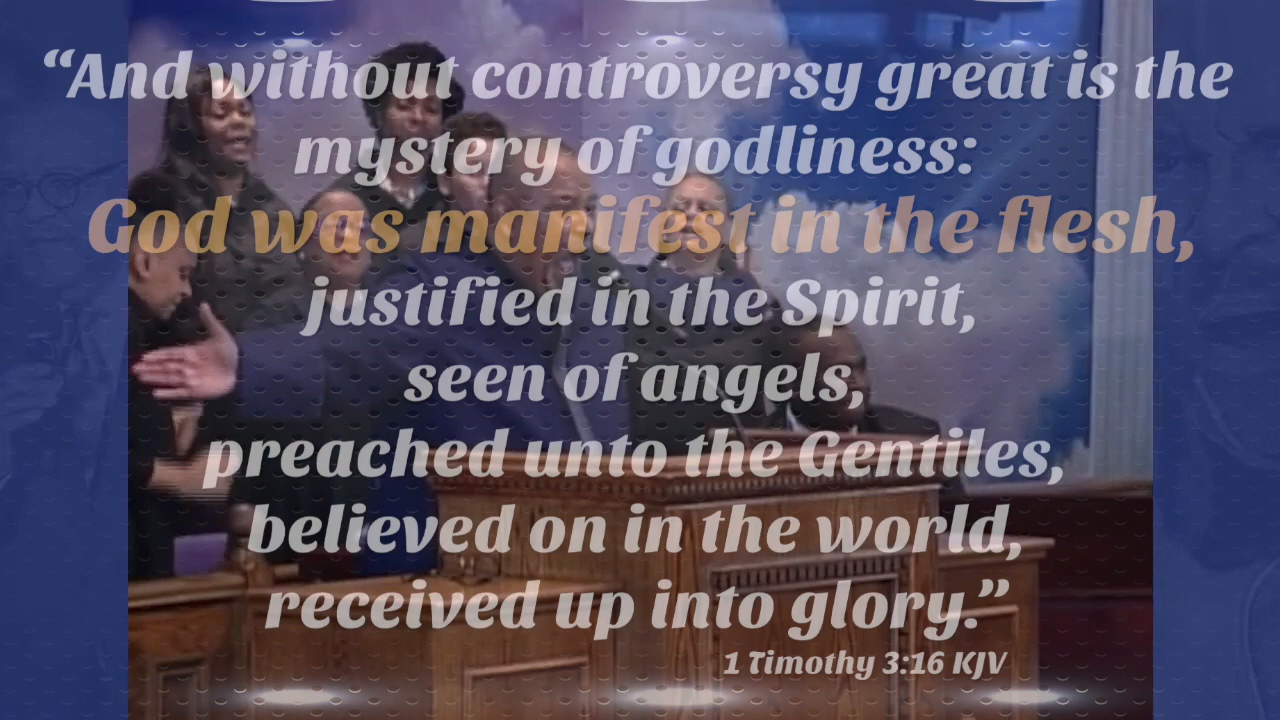 “And without controversy great is the
mystery of godliness:
God was manifest in the flesh,
justified in the Spirit,
seen of angels,
preached unto the Gentiles,
believed on in the world,
received up into glory.”
1 Timothy 3:16 KJV